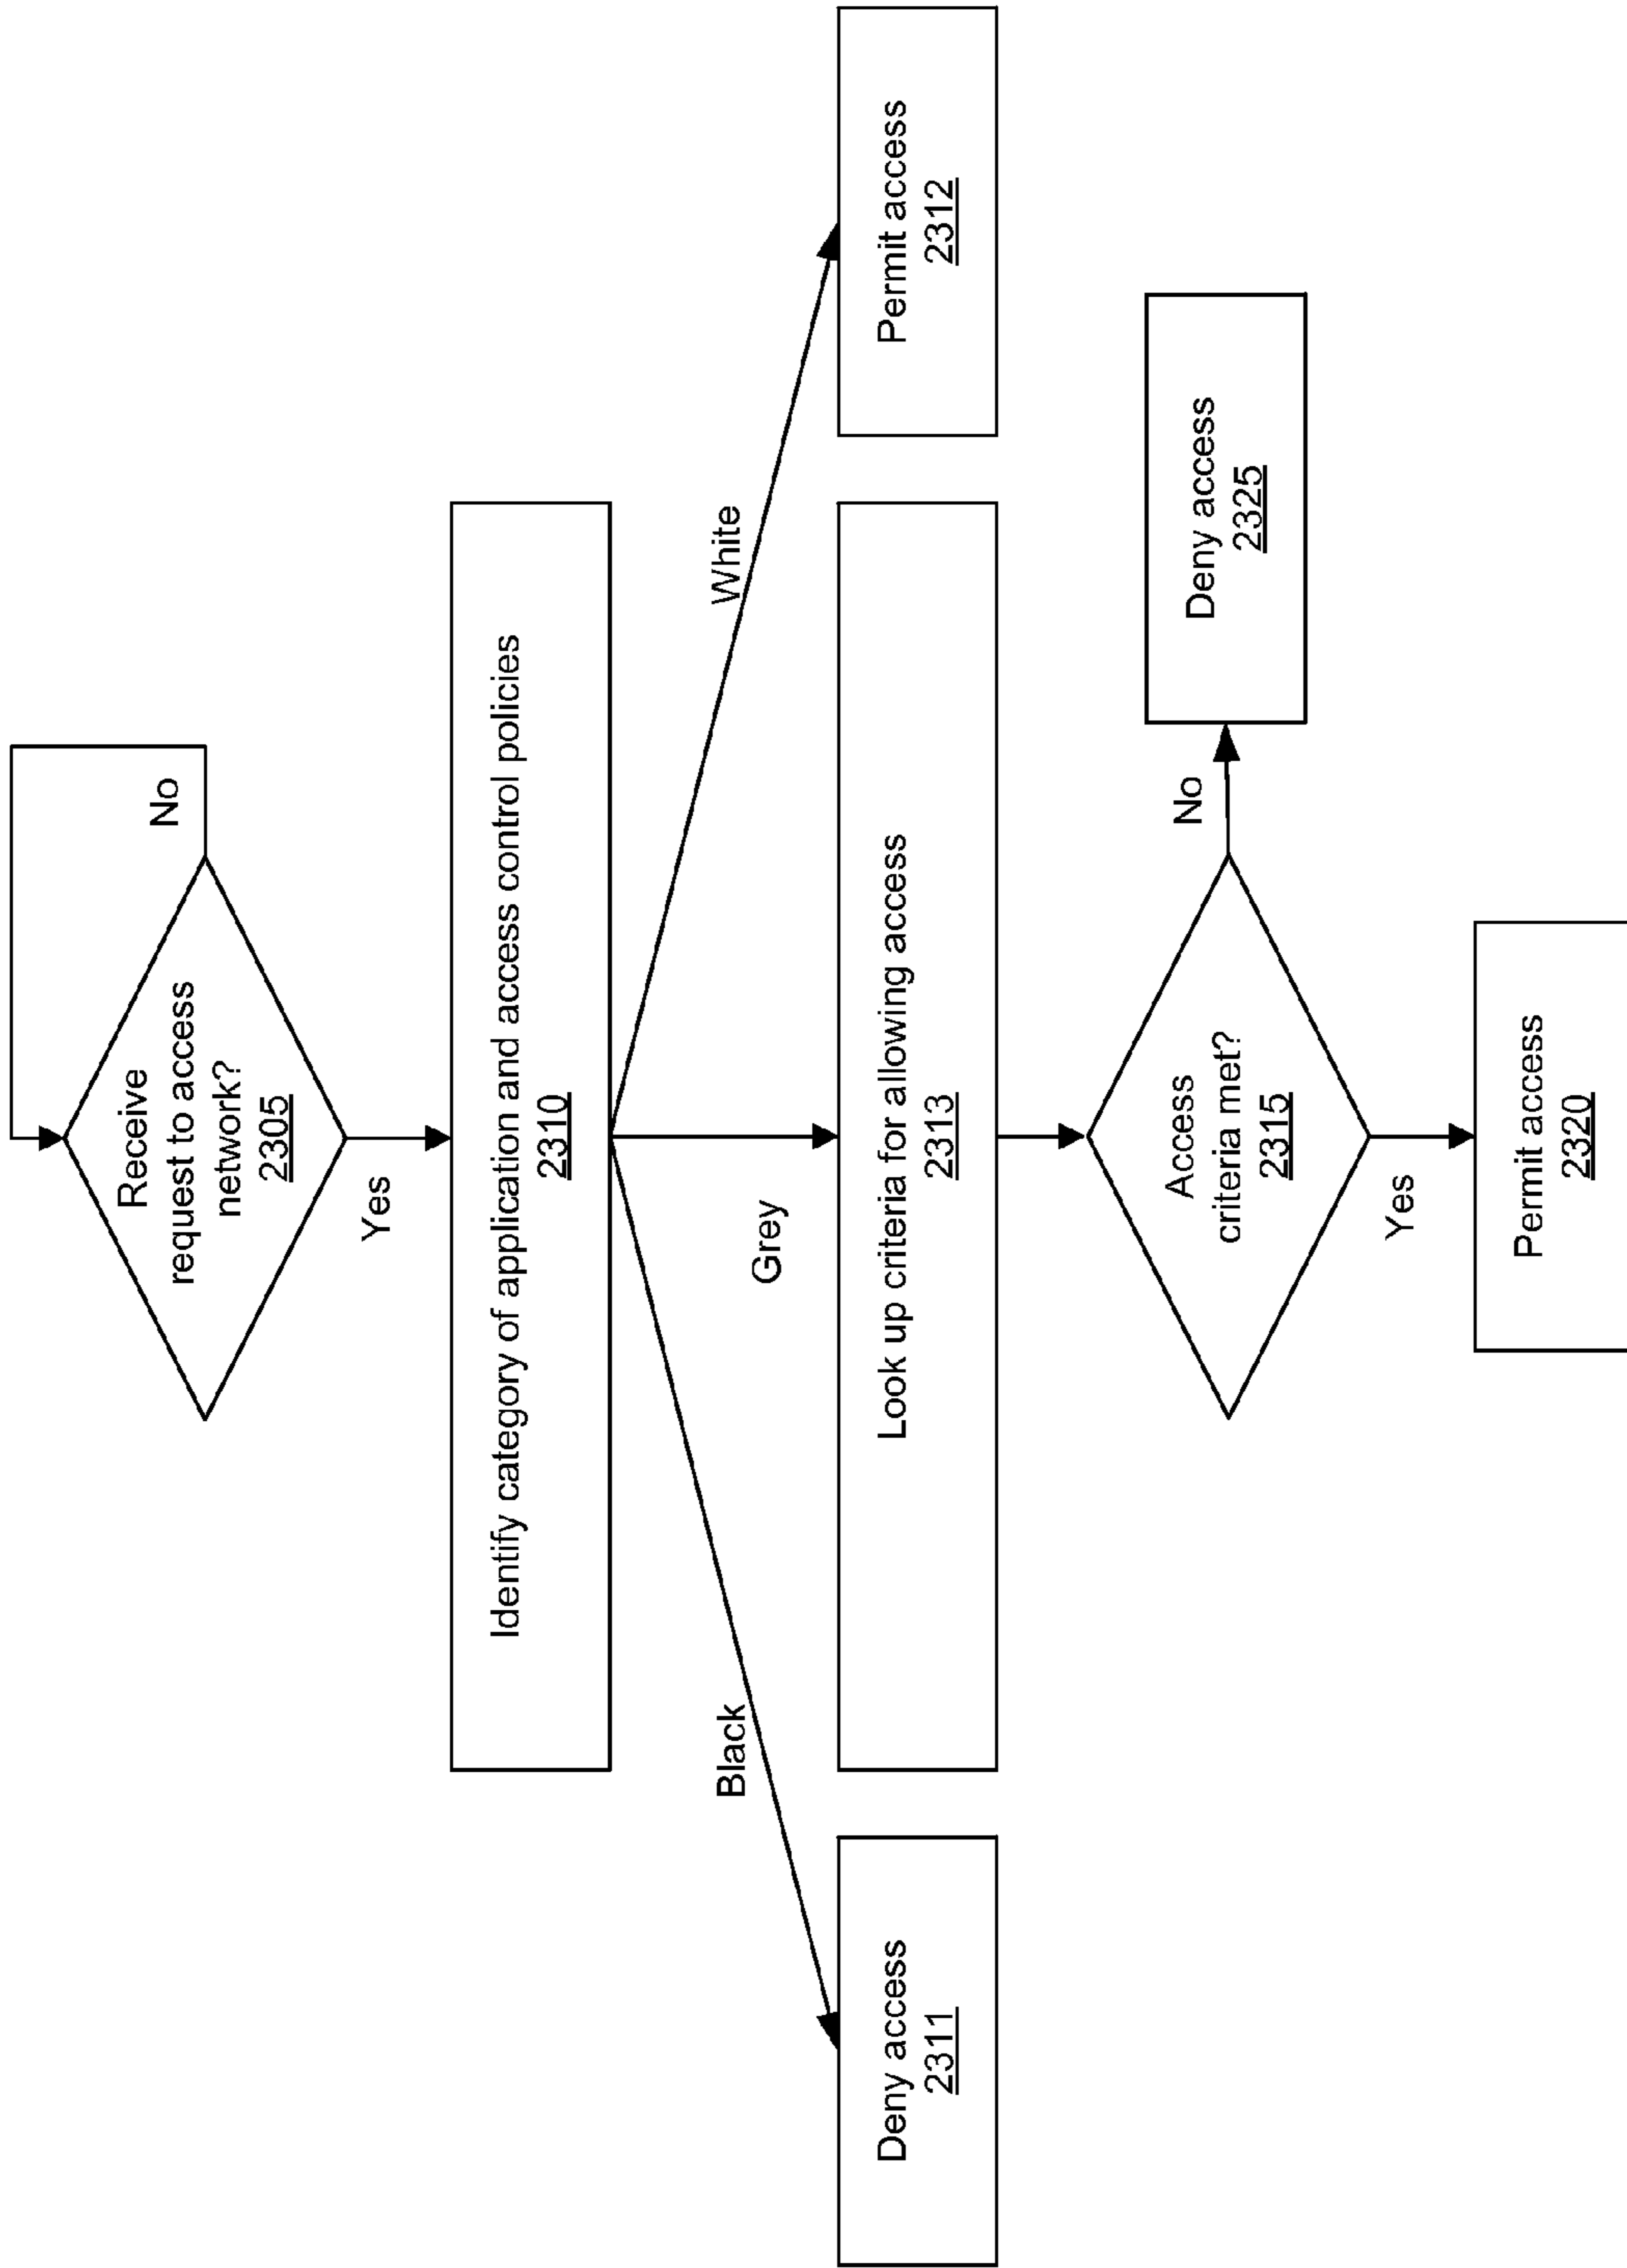 Receive
request to access
network?
2305
No
Yes
Identify category of application and access control policies
2310
Black
Grey
White
Deny access
2311
Look up criteria for allowing access
2313
Permit access
2312
Access
criteria met?
2315
No
Deny access
2325
Yes
Permit access
2320